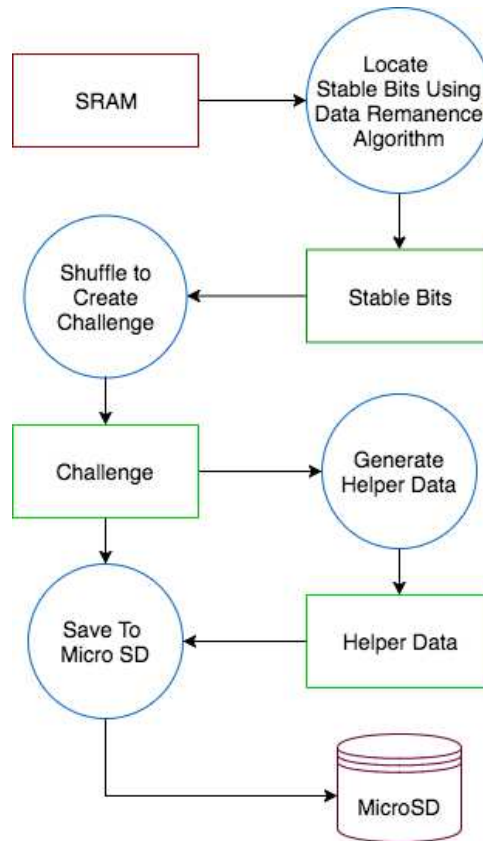 SRAM
Locate
Stable Bits Using
Data Remanence
Algorithm
Shuffle to
Create
Challenge
Stable Bits
Challenge
Generate
Helper Data
Save To
Micro SD
Helper Data
MicroSD